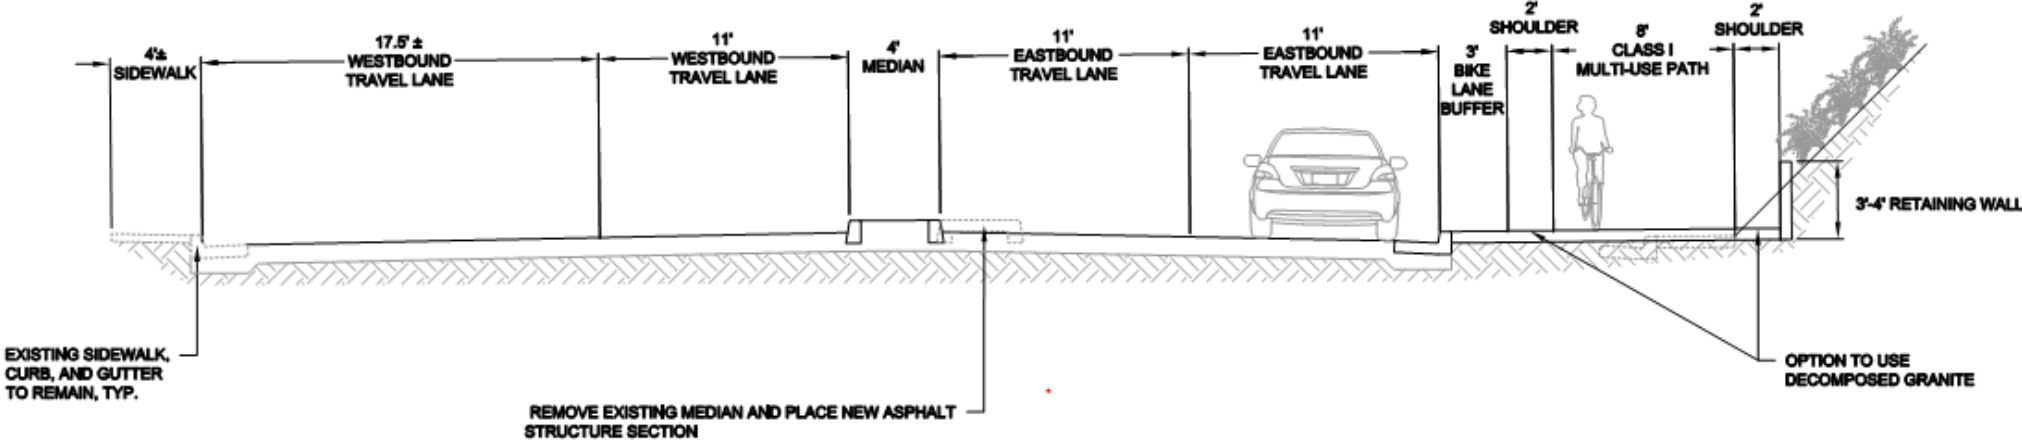 4'±
SIDEWALK
17.5' ±
WESTBOUND
TRAVEL LANE
11'
WESTBOUND
TRAVEL LANE
4'
MEDIAN
11'
EASTBOUND
TRAVEL LANE
11'
EASTBOUND
TRAVEL LANE
3'
BIKE
LANE
BUFFER
2'
SHOULDER
8'
CLASS I
MULTI-USE PATH
2'
SHOULDER
3'-4' RETAINING WALL
EXISTING SIDEWALK,
CURB, AND GUTTER
TO REMAIN, TYP.
REMOVE EXISTING MEDIAN AND PLACE NEW ASPHALT
STRUCTURE SECTION
OPTION TO USE
DECOMPOSED GRANITE